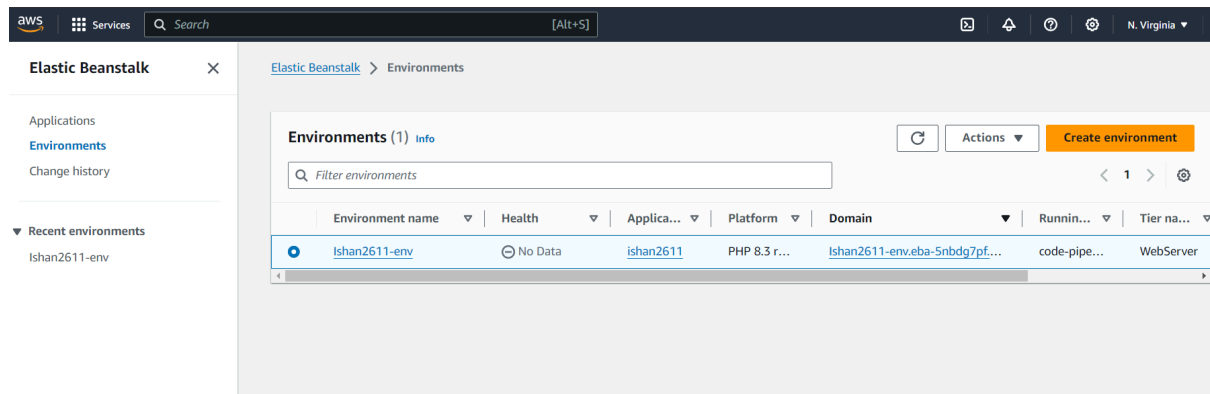 aws Services Search [Alt+S] N. Virginia
Elastic Beanstalk
Elastic Beanstalk > Environments
Applications
Environments
Change history
Recent environments
Ishan2611-env
Environments (1) Info
Actions
Create environment
Filter environments
1
Environment name Health Applica... Platform Domain Runnin... Tier na...
Ishan2611-env No Data ishan2611 PHP 8.3 r... Ishan2611-env.eba-5nbdg7pf.... code-pipe... WebServer